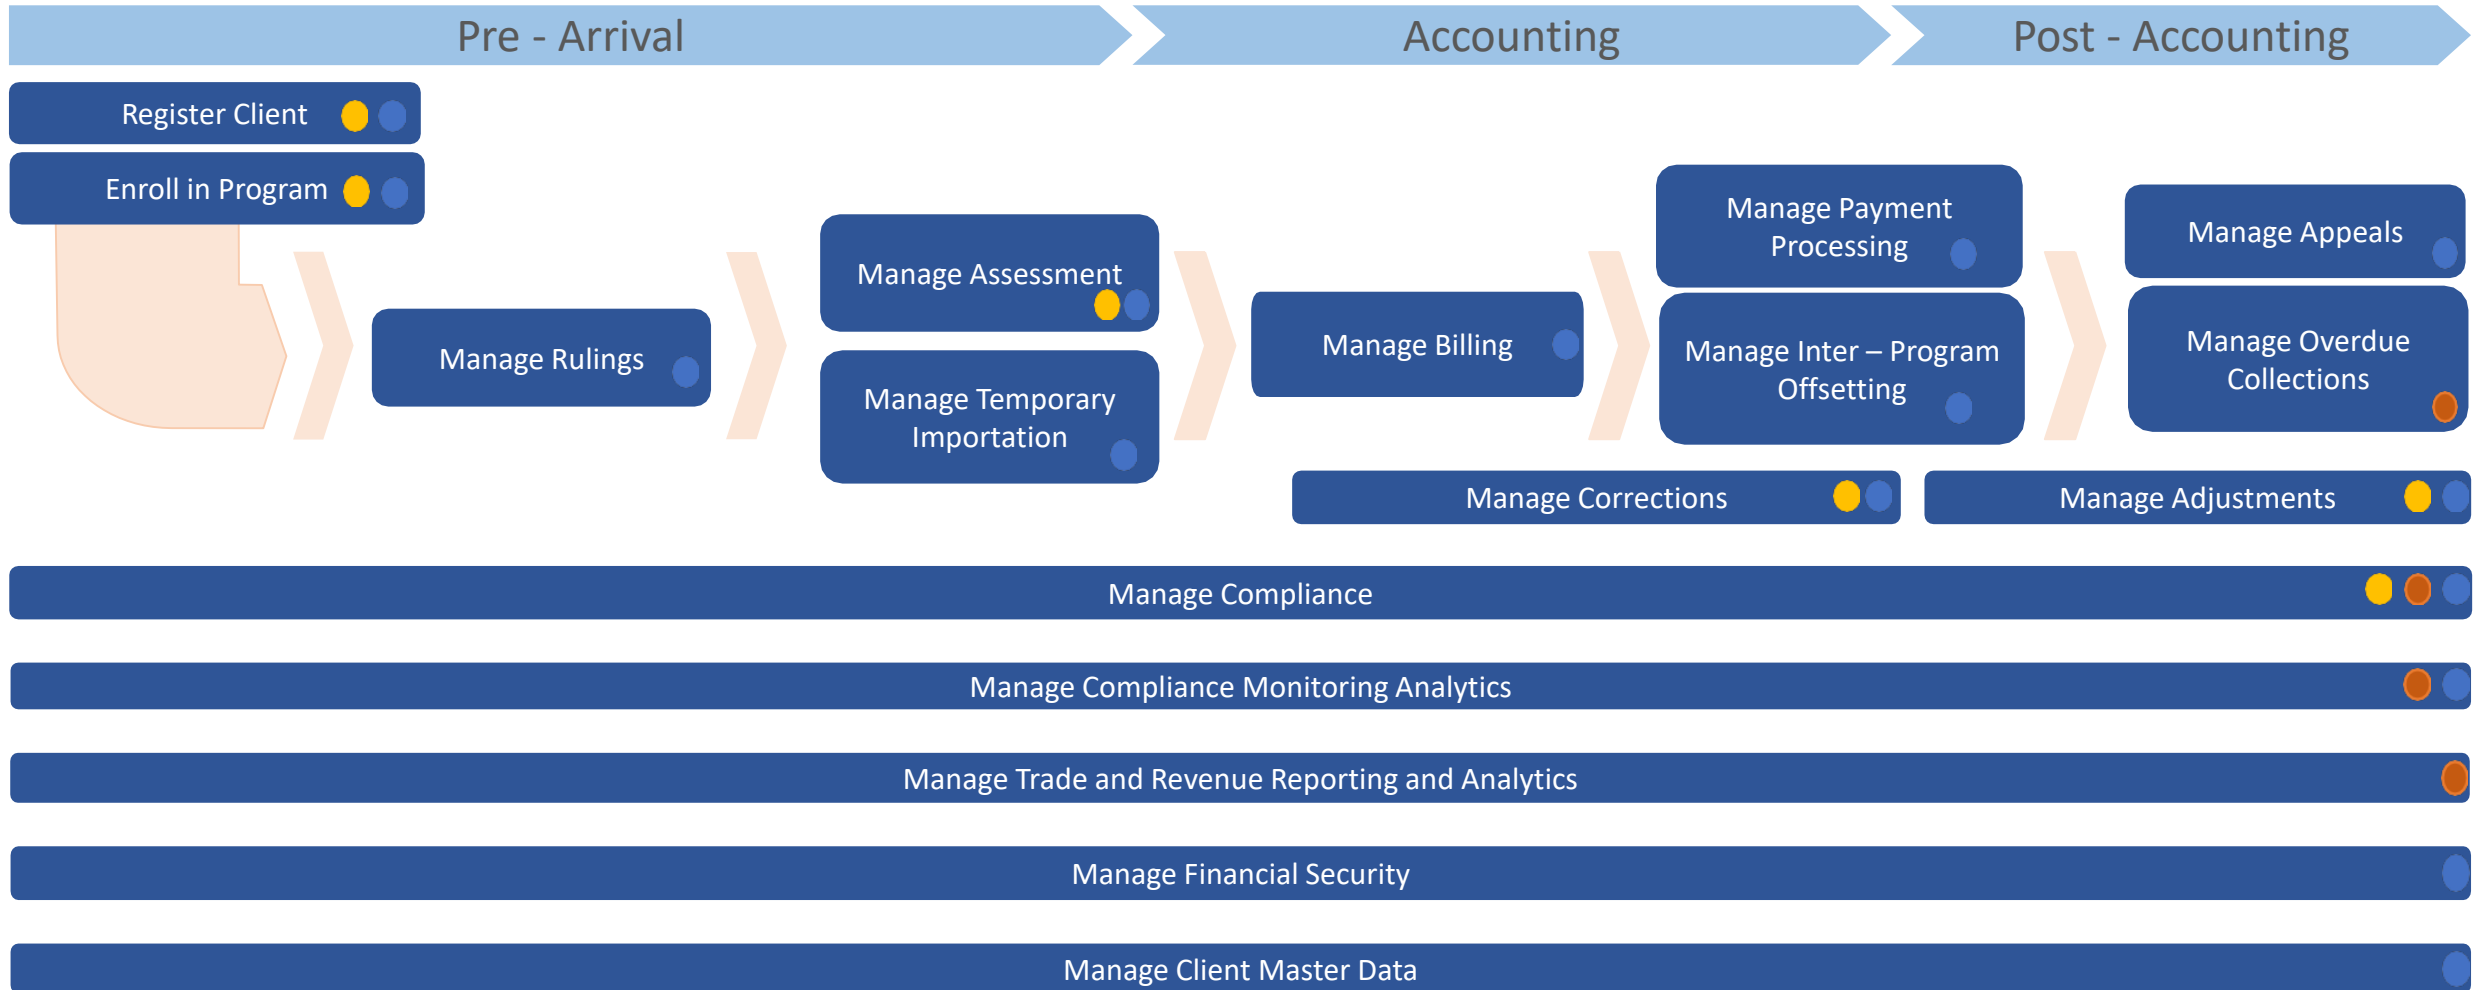 Pre - Arrival
Accounting
Post - Accounting
Register Client
Enroll in Program
Manage Rulings
Manage Assessment
Manage Temporary
Importation
Manage Billing
Manage Payment
Processing
Manage Inter – Program
Offsetting
Manage Appeals
Manage Overdue
Collections
Manage Corrections
Manage Adjustments
Manage Compliance
Manage Compliance Monitoring Analytics
Manage Trade and Revenue Reporting and Analytics
Manage Financial Security
Manage Client Master Data